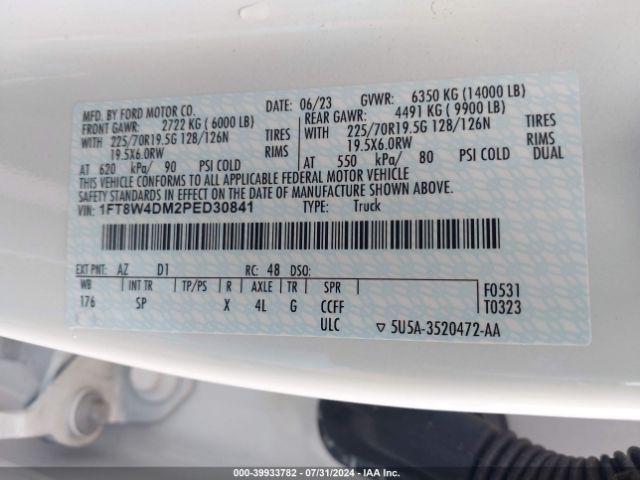 MFD. BY FORD MOTOR CO.
DATE: 06/23 GVWR: 6350 KG (14000 LB)
FRONT GAWR: 2722 KG ( 6000 LB) REAR GAWR: 4491 KG ( 9900 LB)
WITH 225/70R19.5G 128/126N TIRES WITH 225/70R19.5G 128/126N TIRES
19.5X6.0RW RIMS 19.5X6.0RW RIMS
AT 620 kPa/ 90 PSI COLD AT 550 kPa/ 80 PSI COLD DUAL
THIS VEHICLE CONFORMS TO ALL APPLICABLE FEDERAL MOTOR VEHICLE
SAFETY STANDARDS IN EFFECT ON THE DATE OF MANUFACTURE SHOWN ABOVE.
VIN: 1FT8W4DM2PED30841 TYPE: Truck
EXT PNT: AZ D1 RC: 48 DSO:
WB INT TR TP/PS R AXLE TR SPR F0531
176 SP X 4L G CCFF T0323
ULC ▽ 5U5A-3520472-AA
000-39933782 - 07/31/2024 - IAA Inc.